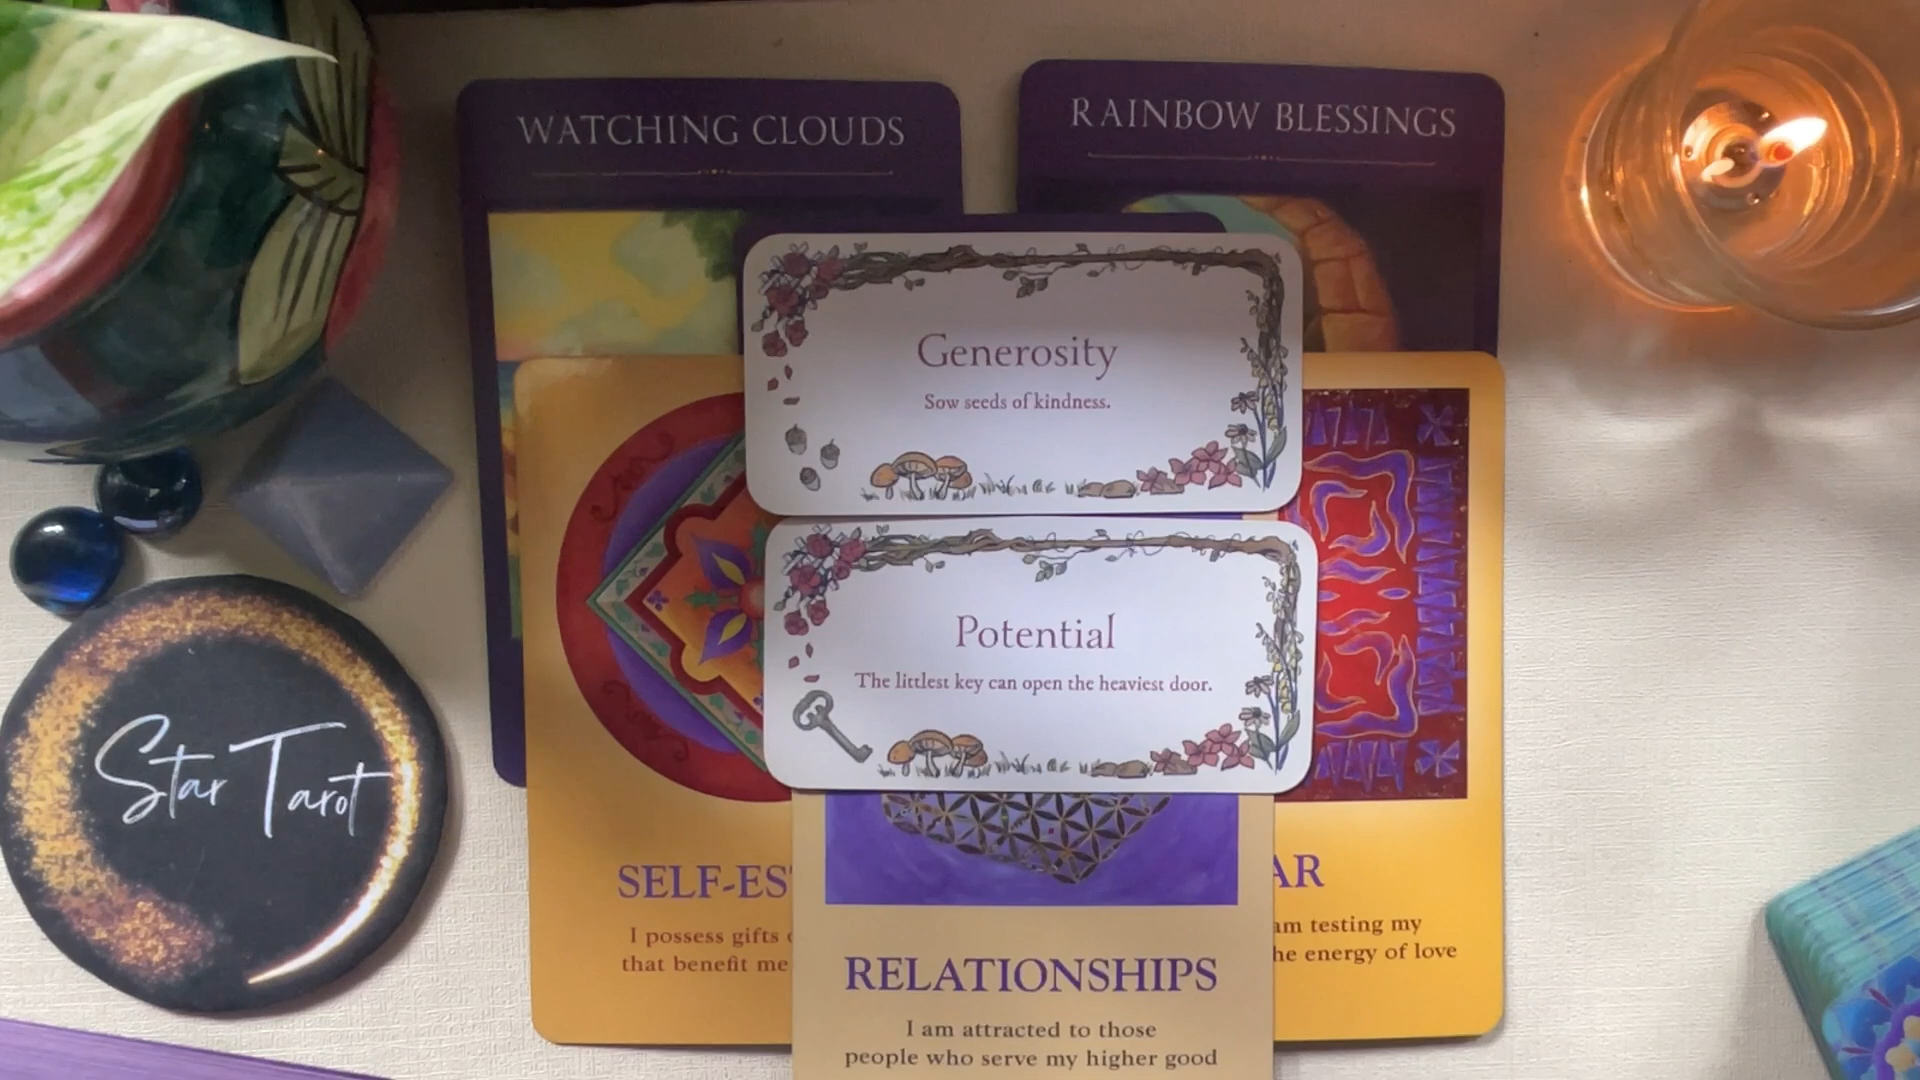 WATCHING CLOUDS
RAINBOW BLESSINGS
Generosity
Sow seeds of kindness.
Potential
The littlest key can open the heaviest door.
Star Tarot
SELF-ES
I possess gifts
that benefit me
RELATIONSHIPS
I am attracted to those
people who serve my higher good
AR
am testing my
he energy of love